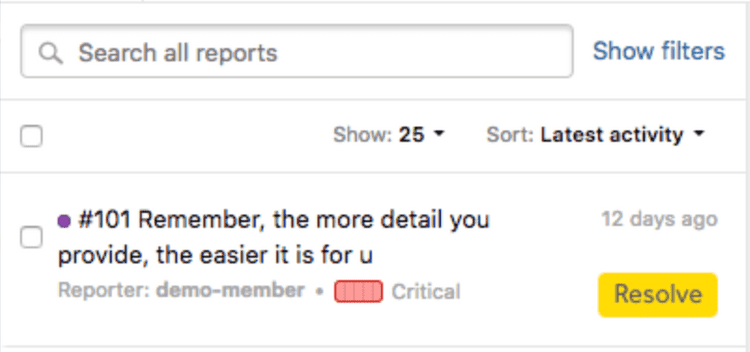 Search all reports
Show filters
Show: 25
Sort: Latest activity
#101 Remember, the more detail you
provide, the easier it is for u
12 days ago
Reporter: demo-member • Critical
Resolve